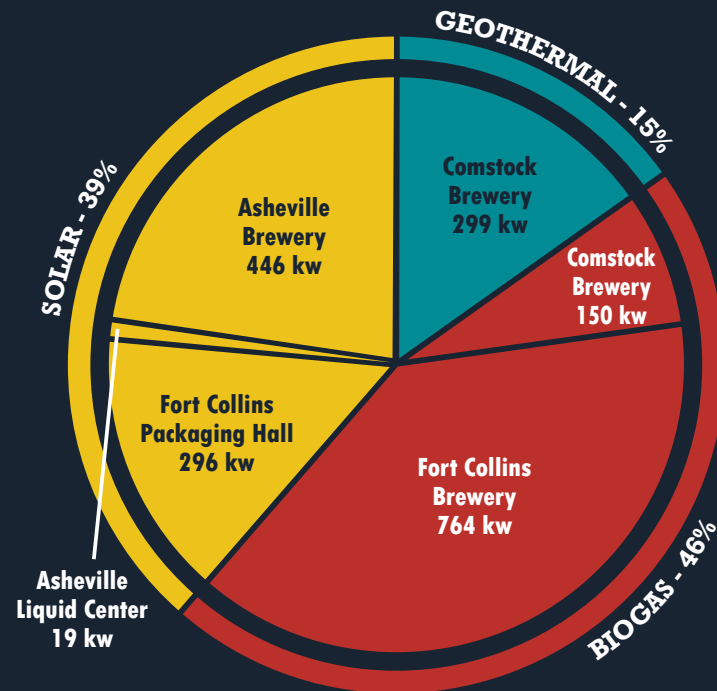 GEOTHERMAL - 15%
Comstock
Brewery
299 kw
Comstock
Brewery
150 kw
Fort Collins
Brewery
764 kw
BIOGAS - 46%
SOLAR - 39%
Asheville
Brewery
446 kw
Fort Collins
Packaging Hall
296 kw
Asheville
Liquid Center
19 kw